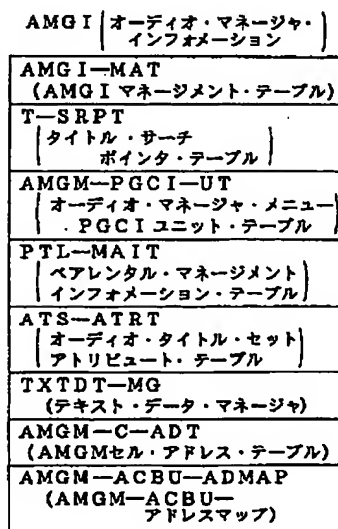 AMGI(オーディオ・マネージャ・
インフォメーション)
AMGI—MAT
(AMGIマネージメント・テーブル)
T—SRPT
(タイトル・サーチ
ポインタ・テーブル)
AMGM—PGCI—UT
(オーディオ・マネージャ・メニュー
PGCIユニット・テーブル)
PTL—MAIT
(ペアレンタル・マネージメント
インフォメーション・テーブル)
ATS—ATRT
(オーディオ・タイトル・セット
アトリビュート・テーブル)
TXTDT—MG
(テキスト・データ・マネージャ)
AMGM—C—ADT
(AMGMセル・アドレス・テーブル)
AMGM—ACBU—ADMAP
(AMGM—ACBU—
アドレスマップ)